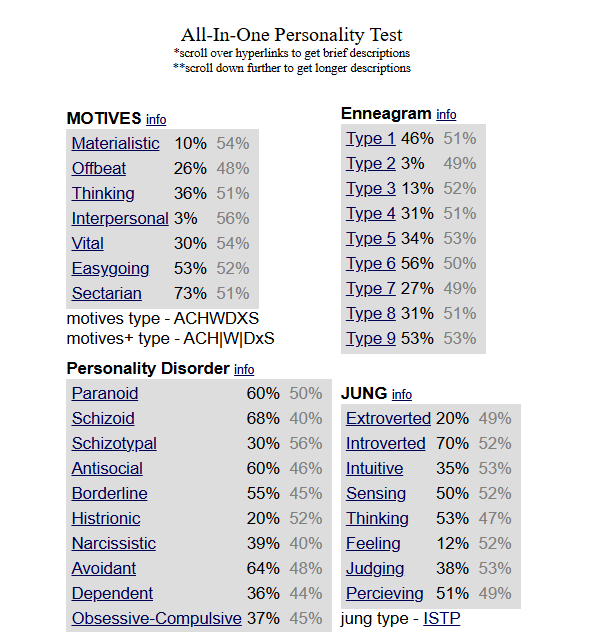 All-In-One Personality Test
*scroll over hyperlinks to get brief descriptions
**scroll down further to get longer descriptions
MOTIVES info
Materialistic 10% 54%
Offbeat 26% 48%
Thinking 36% 51%
Interpersonal 3% 56%
Vital 30% 54%
Easygoing 53% 52%
Sectarian 73% 51%
motives type - ACHWDXS
motives+ type - ACH|W|DxS
Enneagram info
Type 1 46% 51%
Type 2 3% 49%
Type 3 13% 52%
Type 4 31% 51%
Type 5 34% 53%
Type 6 56% 50%
Type 7 27% 49%
Type 8 31% 51%
Type 9 53% 53%
Personality Disorder info
Paranoid 60% 50%
Schizoid 68% 40%
Schizotypal 30% 56%
Antisocial 60% 46%
Borderline 55% 45%
Histrionic 20% 52%
Narcissistic 39% 40%
Avoidant 64% 48%
Dependent 36% 44%
Obsessive-Compulsive 37% 45%
JUNG info
Extroverted 20% 49%
Introverted 70% 52%
Intuitive 35% 53%
Sensing 50% 52%
Thinking 53% 47%
Feeling 12% 52%
Judging 38% 53%
Percieving 51% 49%
jung type - ISTP